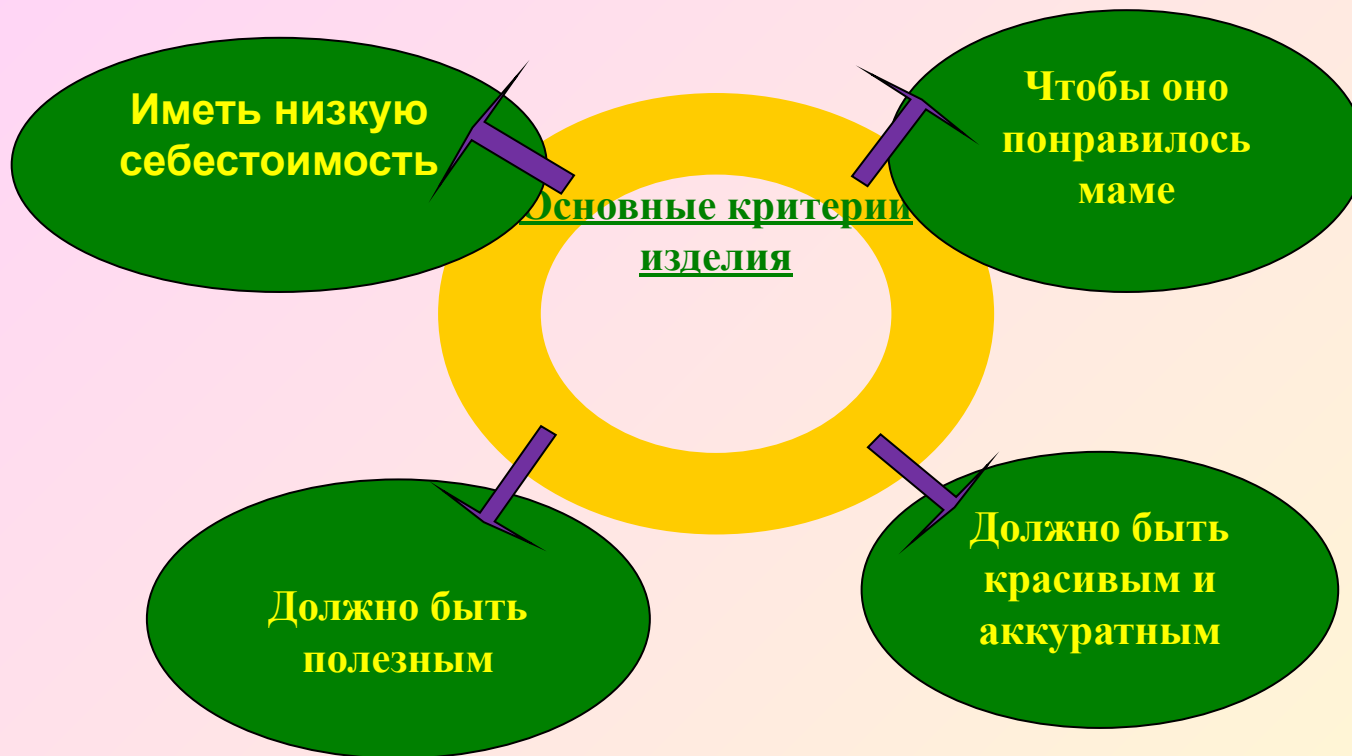 Иметь низкую
себестоимость
Чтобы оно
понравилось
маме
Основные критерии
изделия
Должно быть
полезным
Должно быть
красивым и
аккуратным